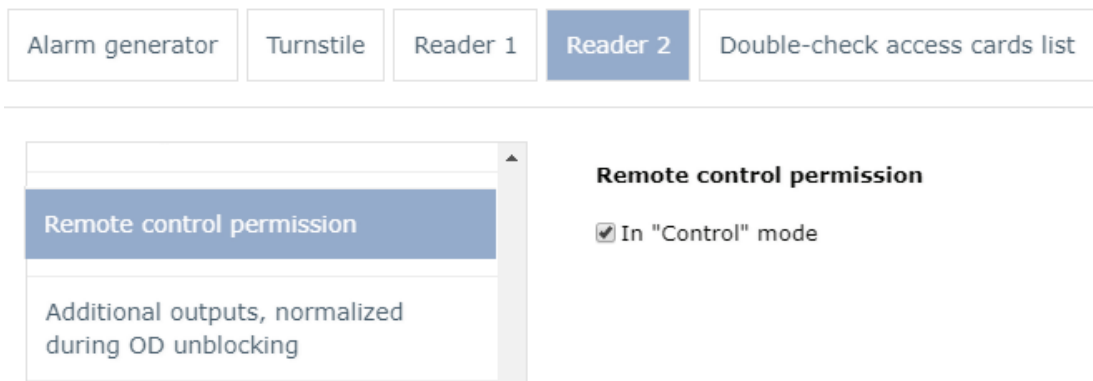 Alarm generator
Turnstile
Reader 1
Reader 2
Double-check access cards list
Remote control permission
Additional outputs, normalized
during OD unblocking
Remote control permission
In "Control" mode